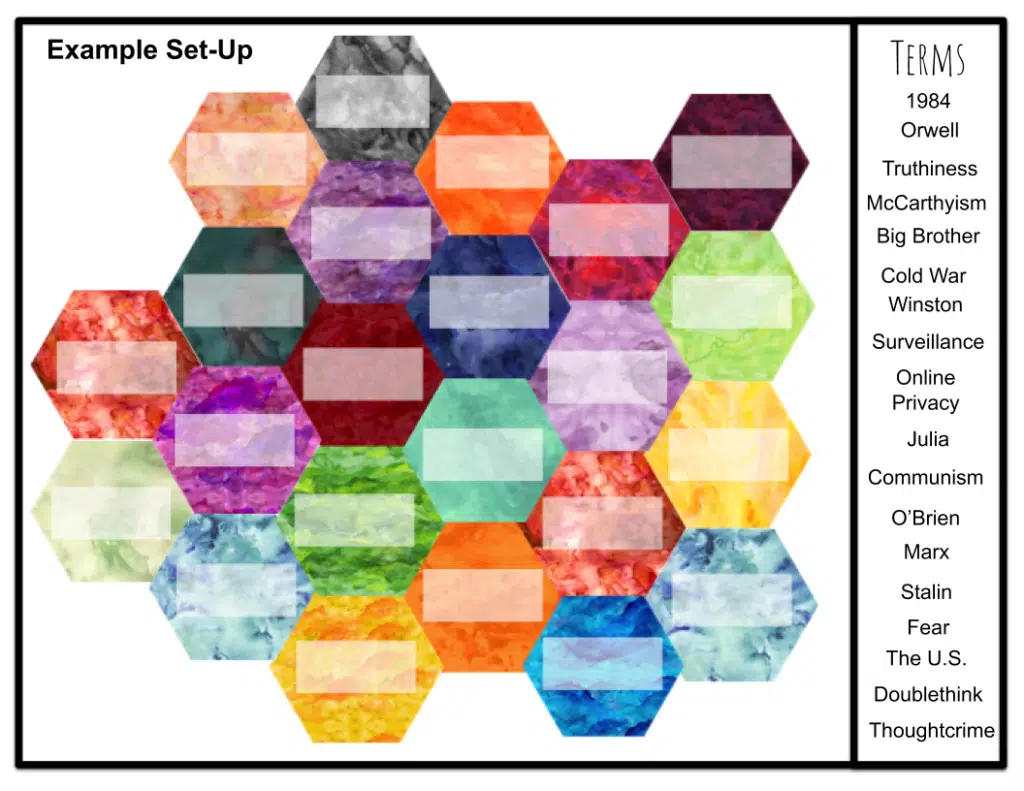 Example Set-Up
Terms
1984
Orwell
Truthiness
McCarthyism
Big Brother
Cold War
Winston
Surveillance
Online
Privacy
Julia
Communism
O’Brien
Marx
Stalin
Fear
The U.S.
Doublethink
Thoughtcrime